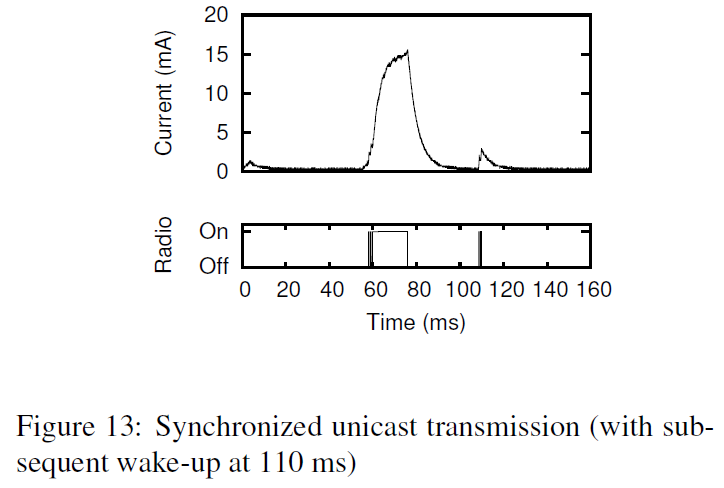 20
15
10
5
0
Current (mA)
On
Off
Radio
0 20 40 60 80 100 120 140 160
Time (ms)
Figure 13: Synchronized unicast transmission (with sub-
sequent wake-up at 110 ms)